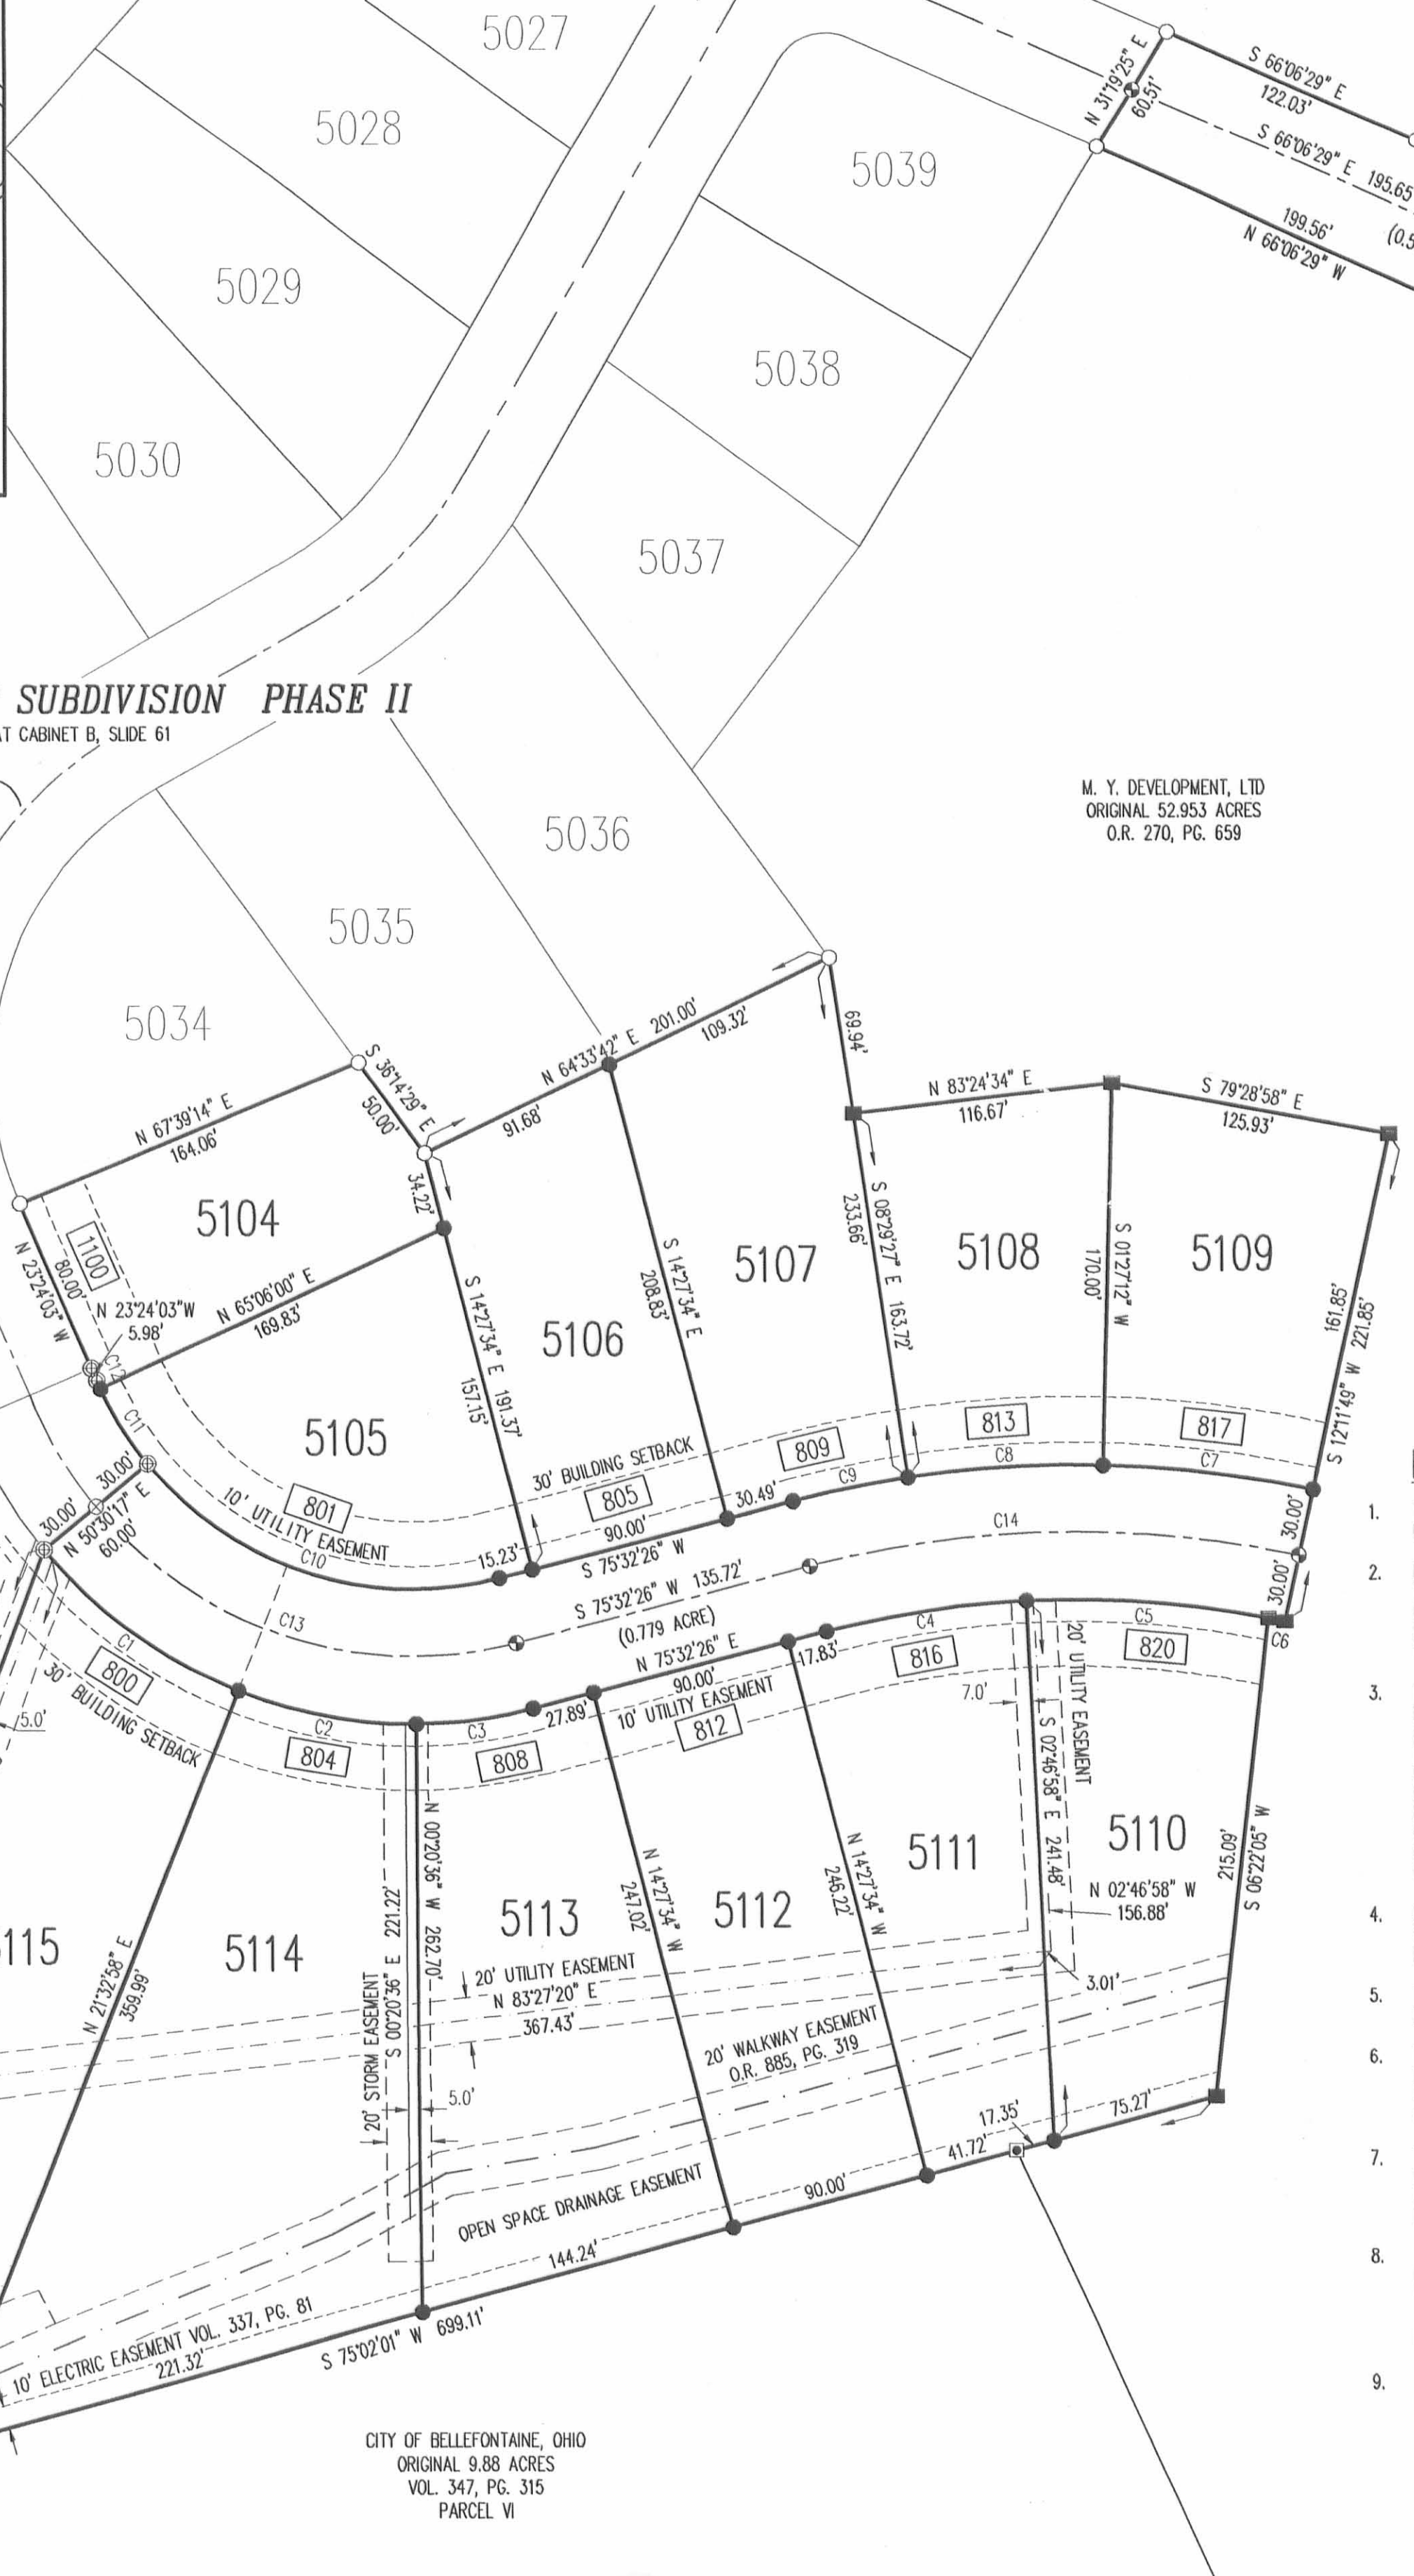 5027
5028
5029
5030
5039
5038
5037
N 31°19'25" E
60.51'
S 66°06'29" E
122.03'
S 66°06'29" E 195.65
199.56'
N 66°06'29" W
(0.5
SUBDIVISION PHASE II
CABINET B, SLIDE 61
M. Y. DEVELOPMENT, LTD
ORIGINAL 52.953 ACRES
O.R. 270, PG. 659
5036
5035
5034
N 64°33'42" E 201.00'
109.32'
91.68'
69.94'
S 36°14'29" E
50.00'
N 67°39'14" E
164.06'
34.22'
N 83°24'34" E
116.67'
S 79°28'58" E
125.93'
5104
1100
N 23°24'03" W
80.00'
N 23°24'03"W
5.98'
C12
C11
N 65°06'00" E
169.83'
5105
S 14°27'34" E 191.37'
157.15'
5106
S 14°27'34" E
208.83'
5107
S 08°29'27" E 163.72'
233.66'
5108
S 01°27'12" W
170.00'
5109
161.85'
S 12°11'49" W 221.85'
30' BUILDING SETBACK
801
805
809
813
817
10' UTILITY EASEMENT
C10
15.23'
90.00'
30.49'
C9
C8
C7
30.00'
30.00'
N 50°30'17" E
60.00'
S 75°32'26" W
S 75°32'26" W 135.72'
(0.779 ACRE)
N 75°32'26" E
C13
C14
30.00'
30.00'
1.
2.
3.
4.
5.
6.
7.
8.
9.
C1
800
30' BUILDING SETBACK
5.0'
C2
804
C3
808
27.89'
90.00'
10' UTILITY EASEMENT
812
17.83'
C4
816
7.0'
20' UTILITY EASEMENT
C5
820
C6
115
N 21°32'58" E
359.99'
5114
20' STORM EASEMENT
S 00°20'36" E 221.22'
N 00°20'36" W 262.70'
5113
N 14°27'34" W
247.02'
5112
N 14°27'34" W
246.22'
5111
S 02°46'58" E 241.48'
5110
N 02°46'58" W
156.88'
215.09'
S 06°22'05" W
20' UTILITY EASEMENT
N 83°27'20" E
367.43'
3.01'
20' WALKWAY EASEMENT
O.R. 885, PG. 319
5.0'
17.35'
75.27'
41.72'
90.00'
OPEN SPACE DRAINAGE EASEMENT
144.24'
10' ELECTRIC EASEMENT VOL. 337, PG. 81
221.32'
S 75°02'01" W 699.11'
CITY OF BELLEFONTAINE, OHIO
ORIGINAL 9.88 ACRES
VOL. 347, PG. 315
PARCEL VI